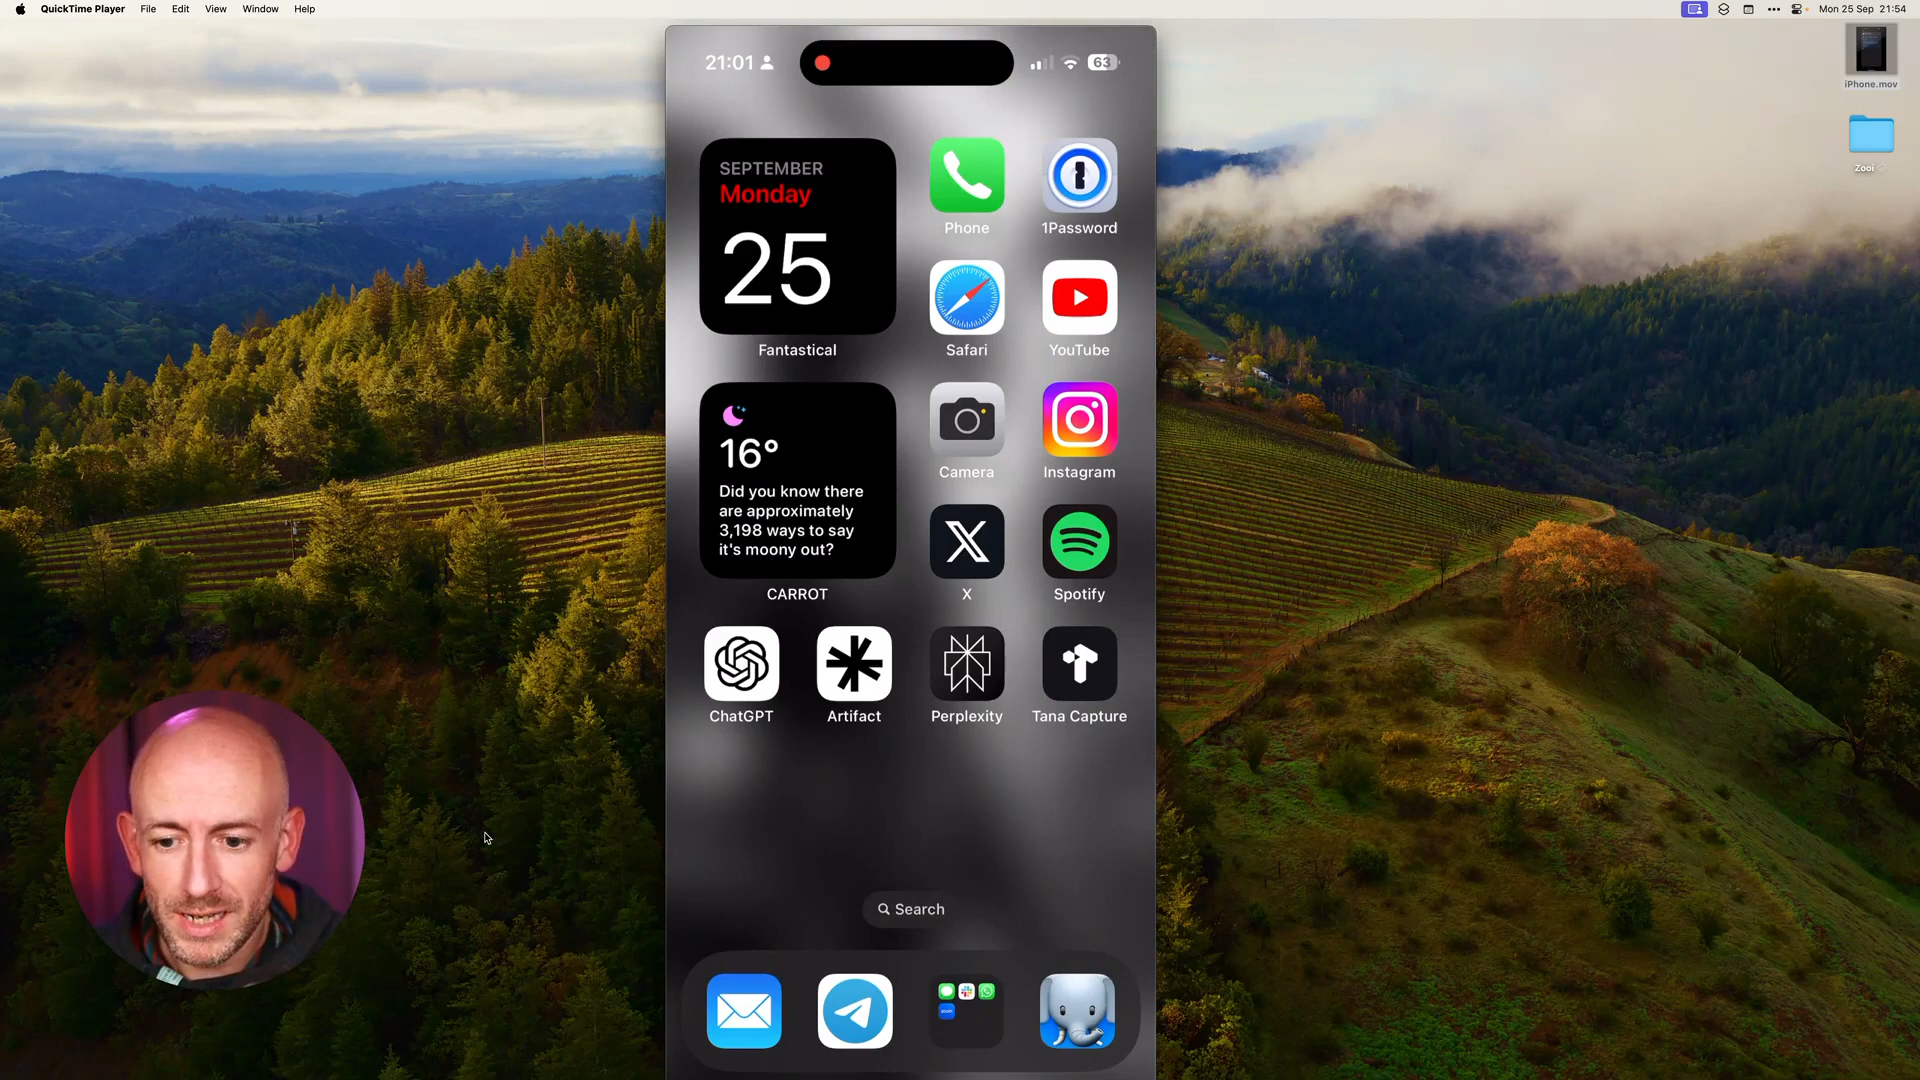 QuickTime Player File Edit View Window Help
Mon 25 Sep 21:54
iPhone.mov
Zooi
21:01
63
SEPTEMBER
Monday
25
Fantastical
Phone
1Password
Safari
YouTube
16°
Did you know there
are approximately
3,198 ways to say
it's moony out?
CARROT
Camera
Instagram
X
Spotify
ChatGPT
Artifact
Perplexity
Tana Capture
Search
zoom